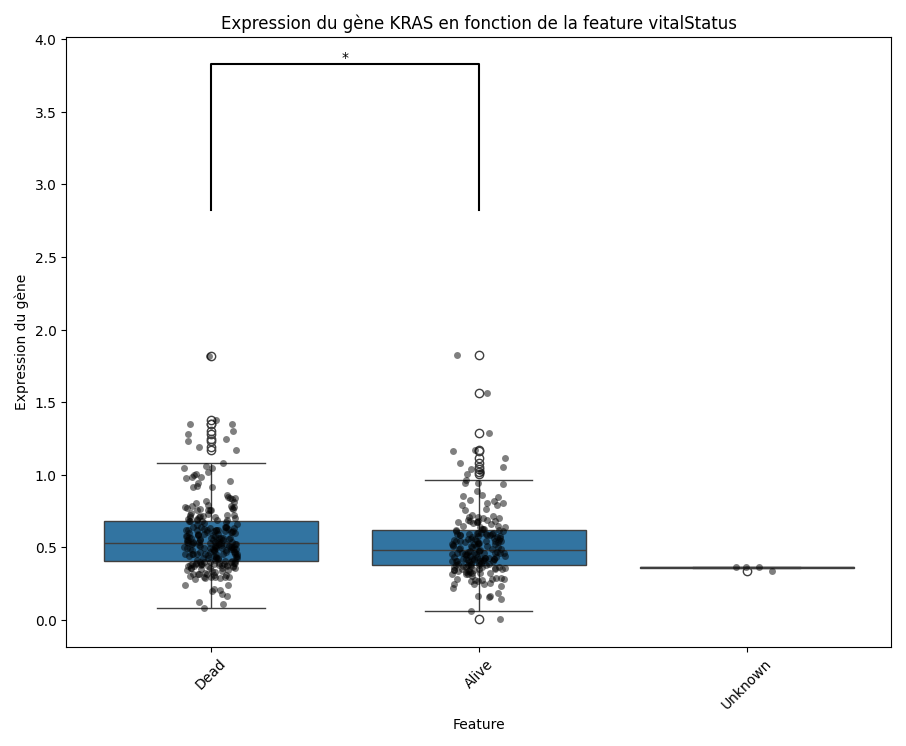 Expression du gène KRAS en fonction de la feature vitalStatus
4.0
3.5
3.0
2.5
2.0
1.5
1.0
0.5
0.0
Expression du gène
*
Dead
Alive
Unknown
Feature